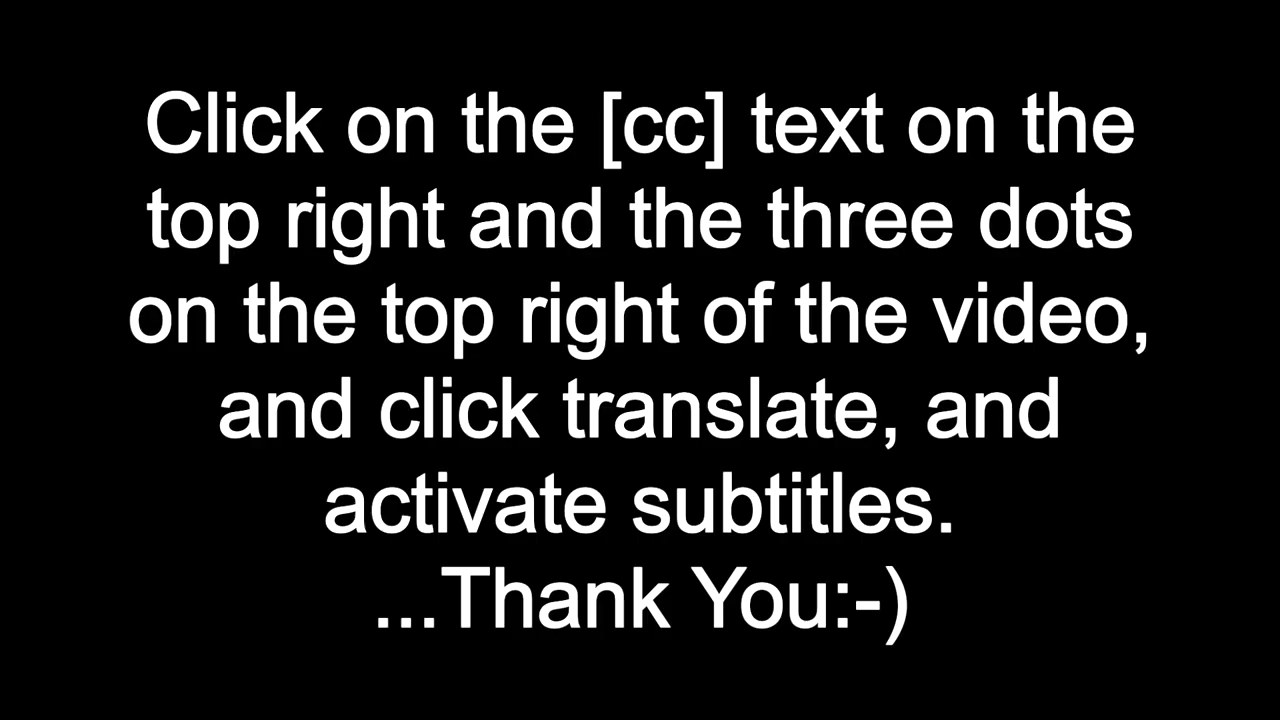 Click on the [cc] text on the
top right and the three dots
on the top right of the video,
and click translate, and
activate subtitles.
...Thank You:-)